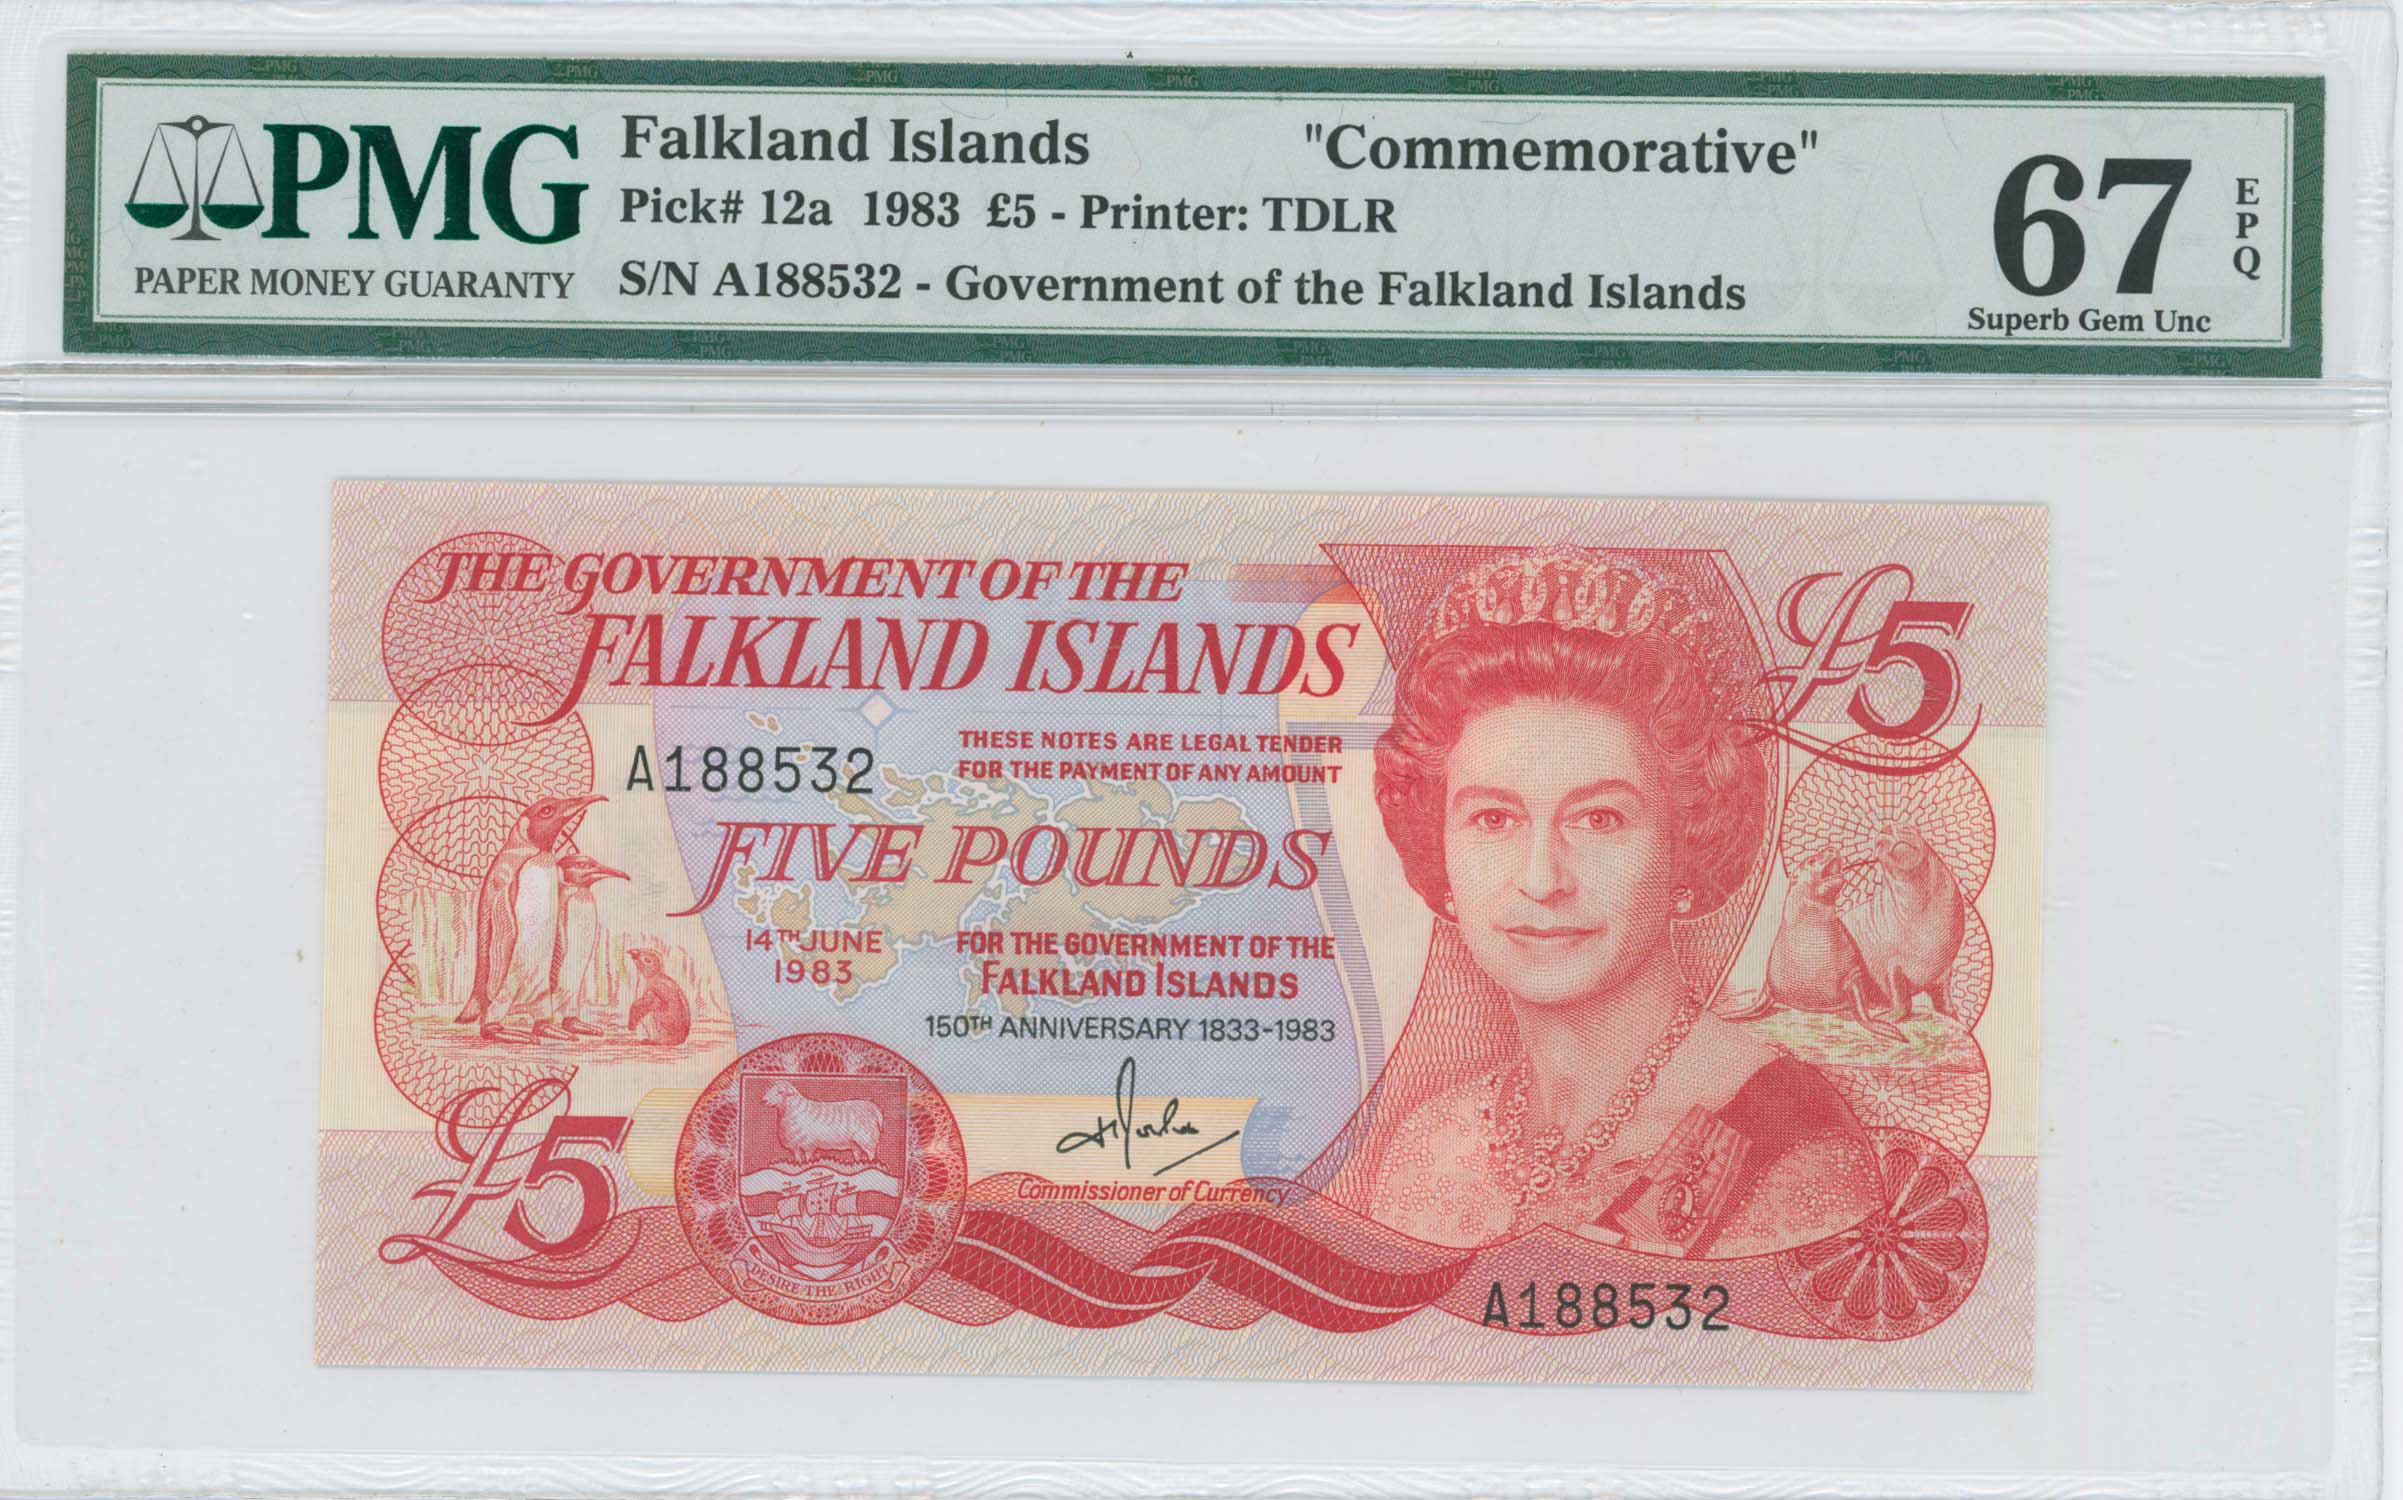 PMG
PAPER MONEY GUARANTY
Falkland Islands "Commemorative"
Pick# 12a 1983 £5 - Printer: TDLR
S/N A188532 - Government of the Falkland Islands
67
EPQ
Superb Gem Unc
THE GOVERNMENT OF THE
FALKLAND ISLANDS
£5
THESE NOTES ARE LEGAL TENDER
FOR THE PAYMENT OF ANY AMOUNT
A188532
FIVE POUNDS
14TH JUNE
1983
FOR THE GOVERNMENT OF THE
FALKLAND ISLANDS
150TH ANNIVERSARY 1833-1983
Commissioner of Currency
£5
DESIRE THE RIGHT
A188532